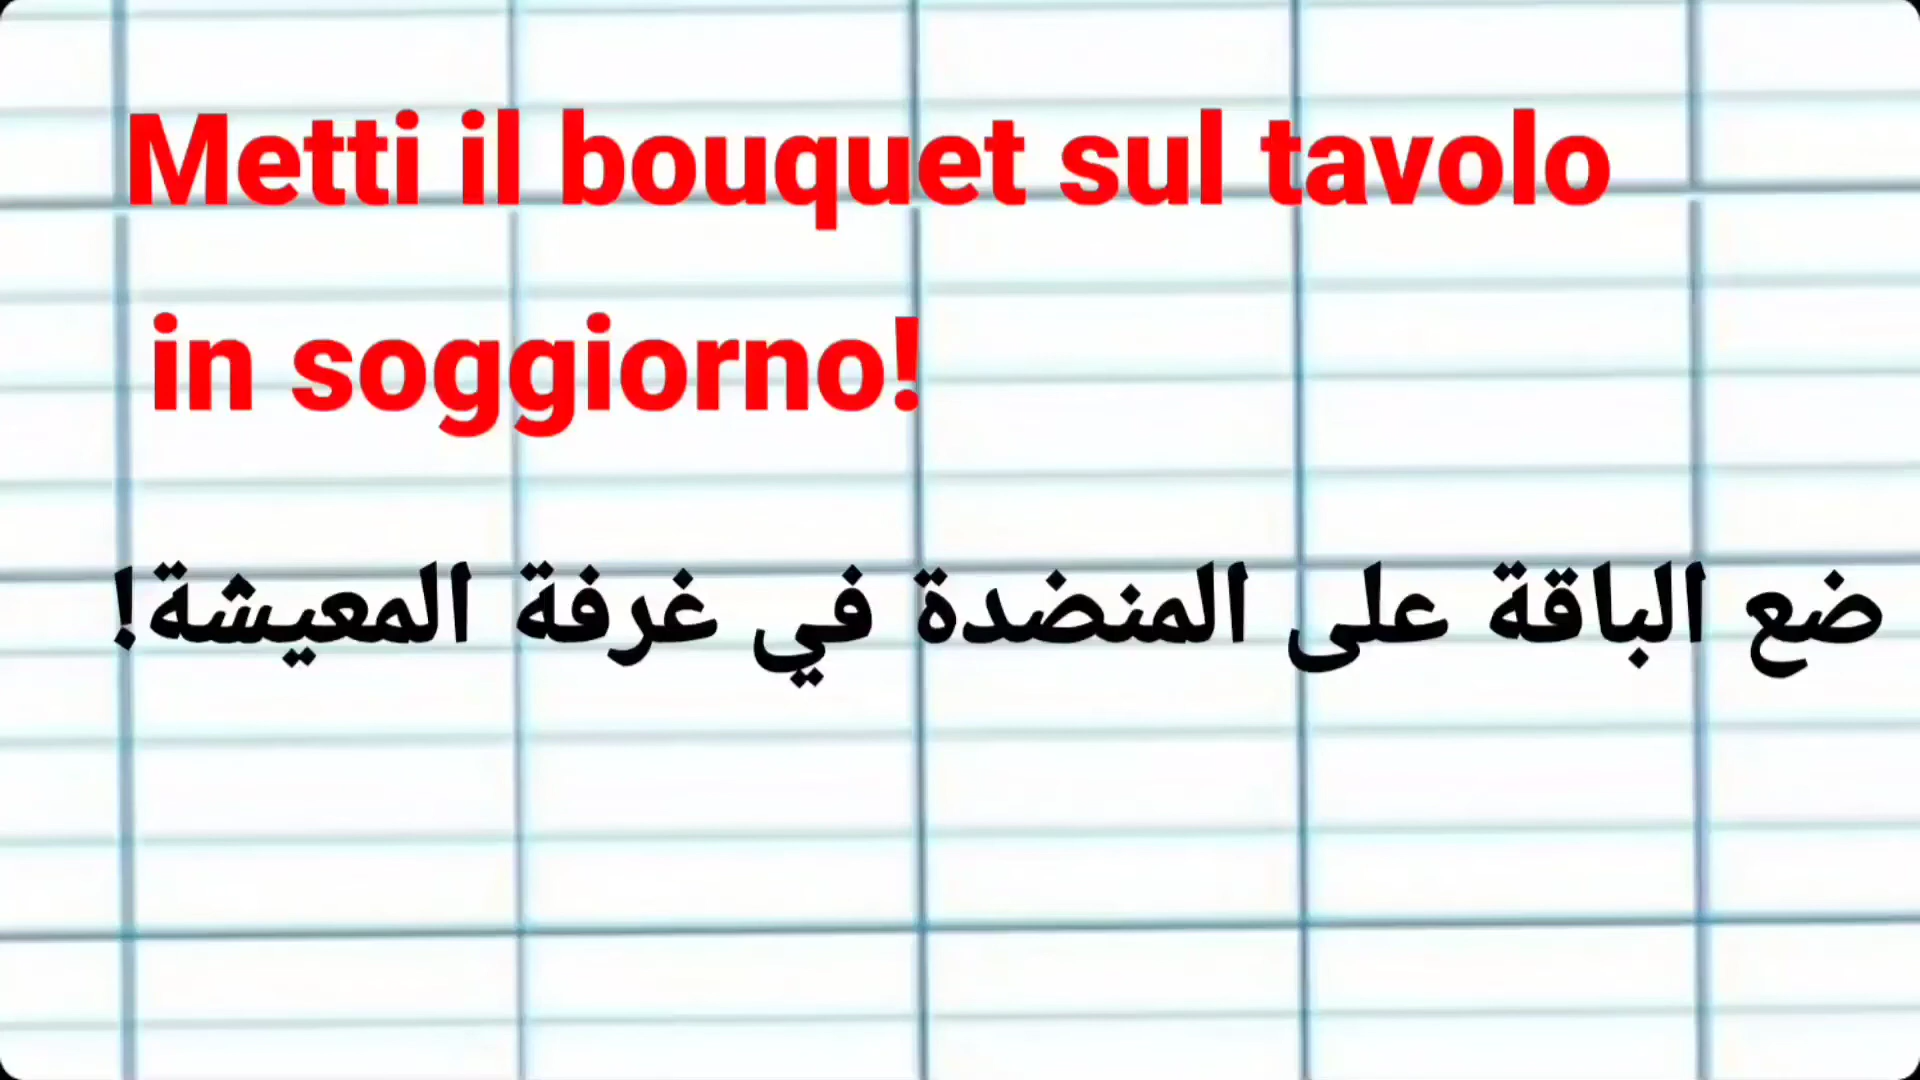 Metti il bouquet sul tavolo
in soggiorno!
ضع الباقة على المنضدة في غرفة المعيشة!